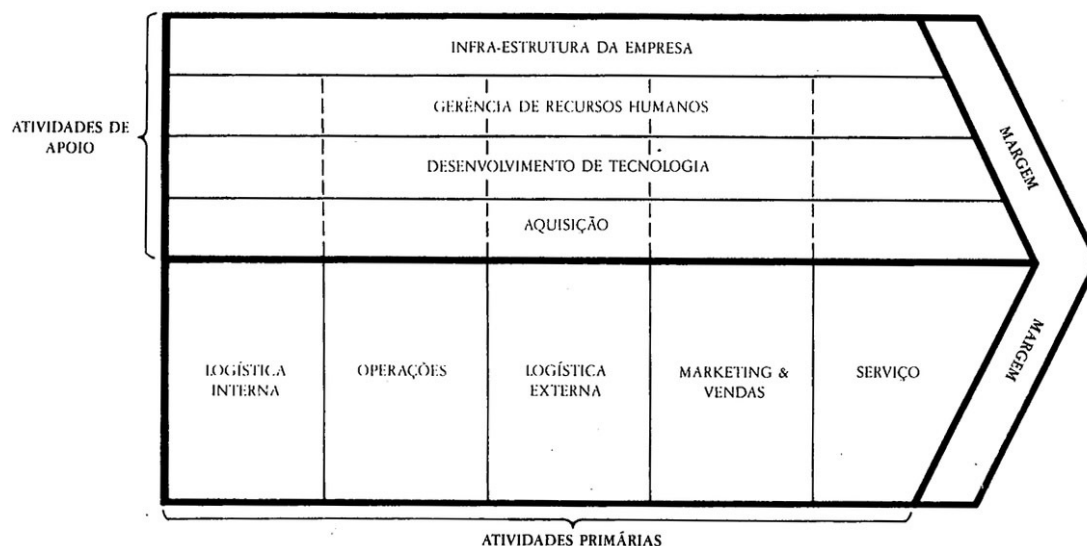 INFRA-ESTRUTURA DA EMPRESA
GERÊNCIA DE RECURSOS HUMANOS
ATIVIDADES DE
APOIO
DESENVOLVIMENTO DE TECNOLOGIA
AQUISIÇÃO
MARGEM
LOGÍSTICA
INTERNA
OPERAÇÕES
LOGÍSTICA
EXTERNA
MARKETING &
VENDAS
SERVIÇO
MARGEM
ATIVIDADES PRIMÁRIAS